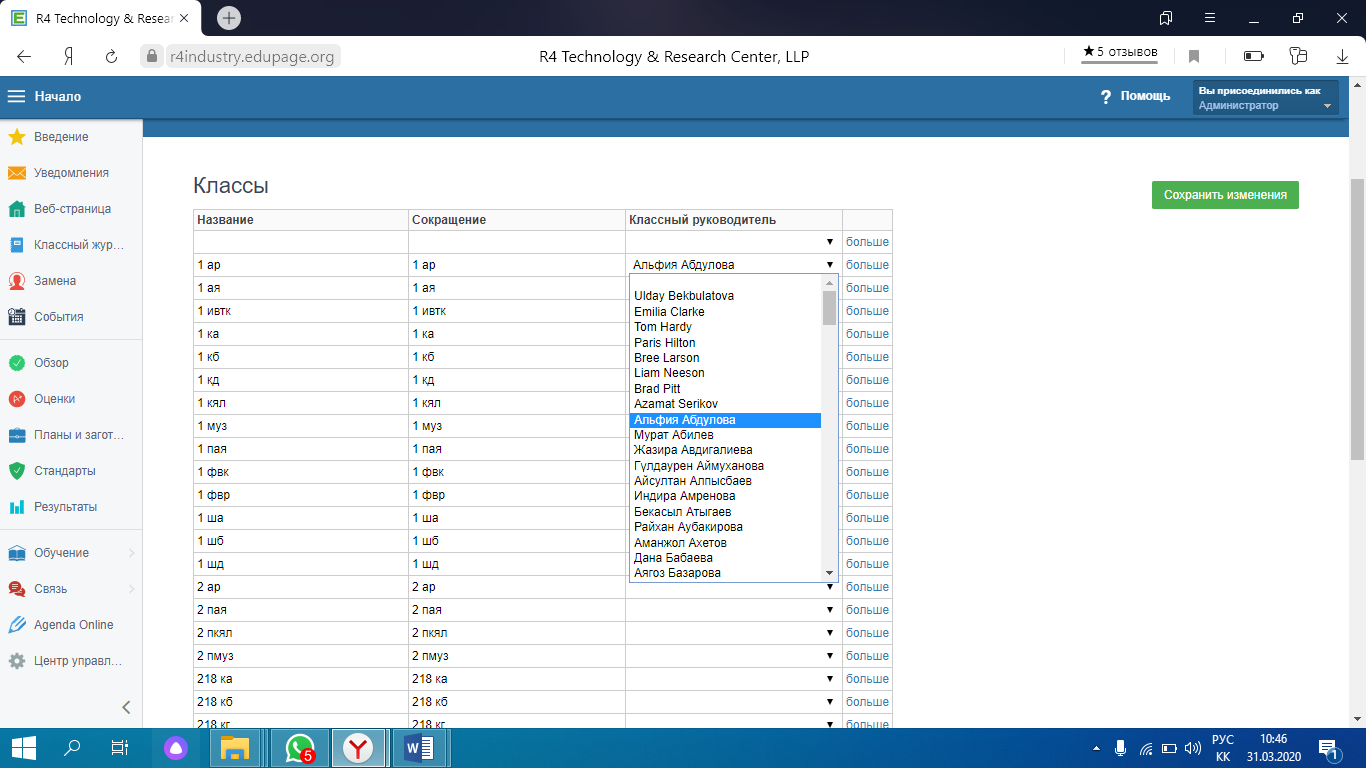 R4 Technology & Resear
r4industry.edupage.org
R4 Technology & Research Center, LLP
★5 отзывов
Начало
? Помощь
Вы присоединились как
Администратор
Введение
Уведомления
Веб-страница
Классный жур...
Замена
События
Обзор
Оценки
Планы и загот...
Стандарты
Результаты
Обучение
Связь
Agenda Online
Центр управл...
Классы
Сохранить изменения
Название Сокращение Классный руководитель
больше
1 ар 1 ар Альфия Абдулова больше
1 ая 1 ая больше
1 ивтк 1 ивтк больше
1 ка 1 ка больше
1 кб 1 кб больше
1 кд 1 кд больше
1 кял 1 кял больше
1 муз 1 муз больше
1 пая 1 пая больше
1 фвк 1 фвк больше
1 фвр 1 фвр больше
1 ша 1 ша больше
1 шб 1 шб больше
1 шд 1 шд больше
2 ар 2 ар больше
2 пая 2 пая больше
2 пкял 2 пкял больше
2 пмуз 2 пмуз больше
218 ка 218 ка больше
218 кб 218 кб больше
218 кг 218 кг больше
Ulday Bekbulatova
Emilia Clarke
Tom Hardy
Paris Hilton
Bree Larson
Liam Neeson
Brad Pitt
Azamat Serikov
Альфия Абдулова
Мурат Абилев
Жазира Авдигалиева
Гүлдаурен Аймуханова
Айсултан Алпысбаев
Индира Амренова
Бекасыл Атыгаев
Райхан Аубакирова
Аманжол Ахетов
Дана Бабаева
Аягоз Базарова
5
РУС
КК
10:46
31.03.2020
1